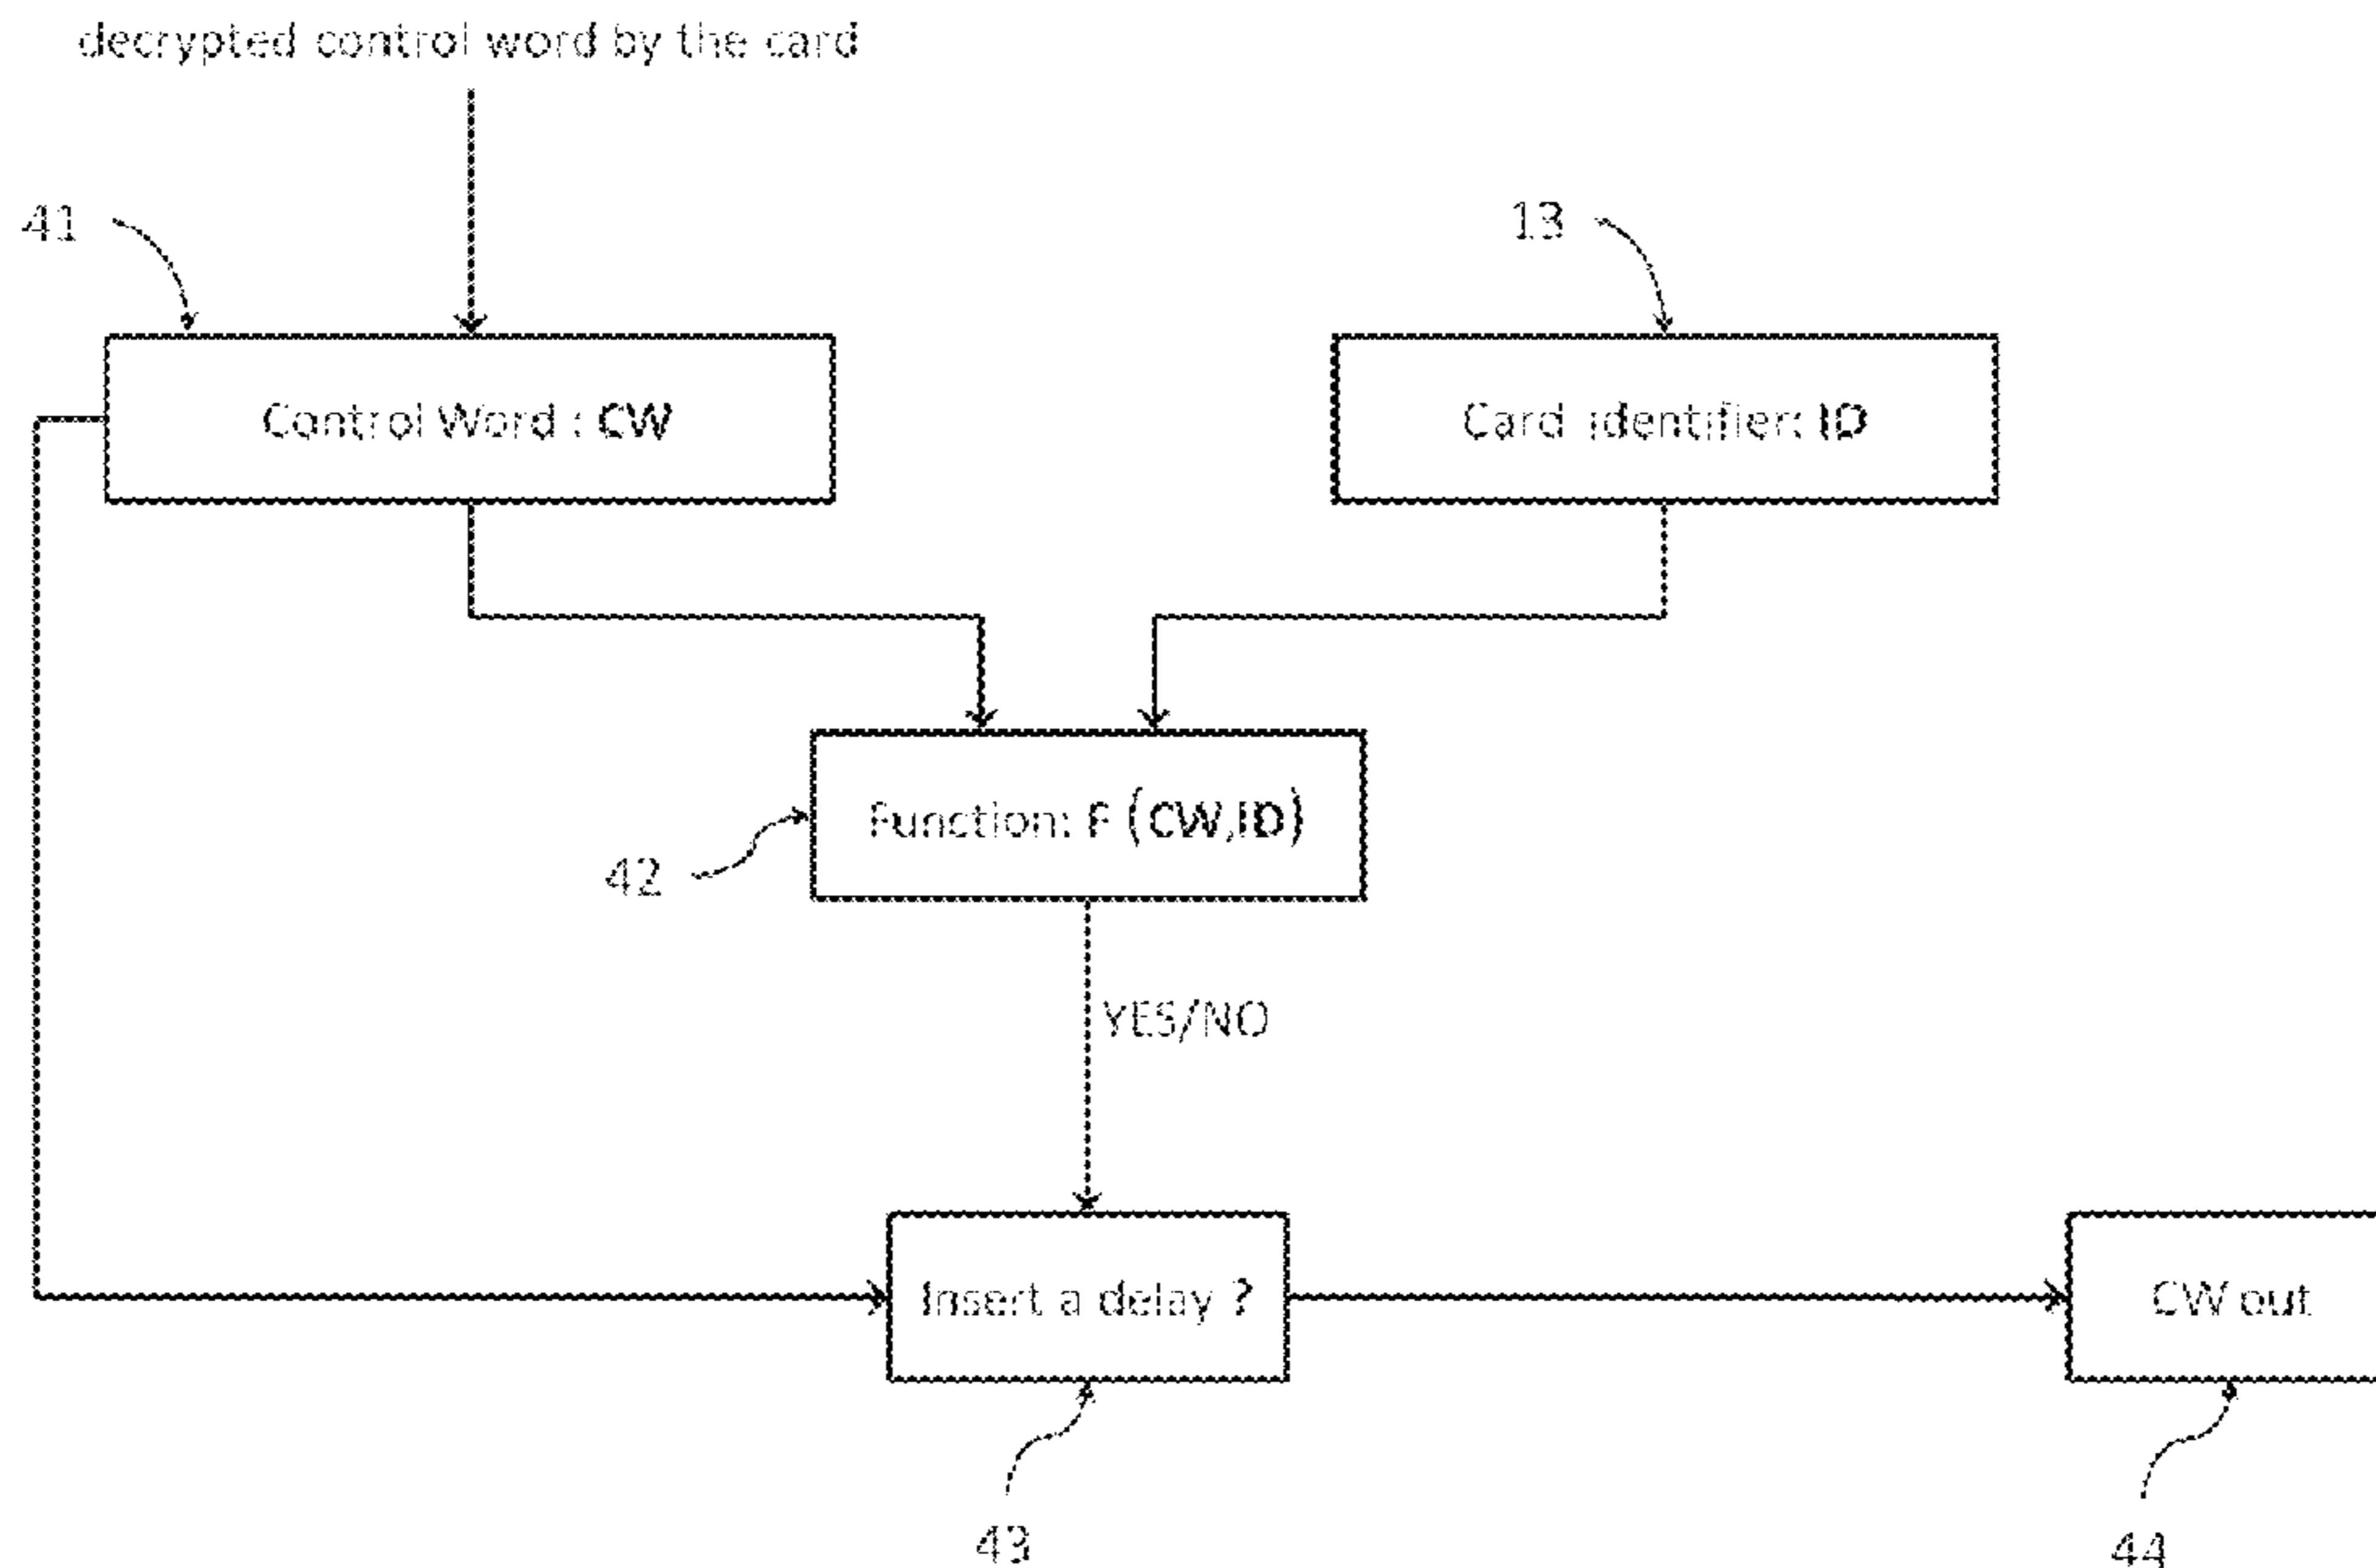 decrypted control word by the card
41
13
Control Word : CW
Card identifier: ID
Function: F (CW,ID)
42
YES/NO
Insert a delay ?
CW out
43
44